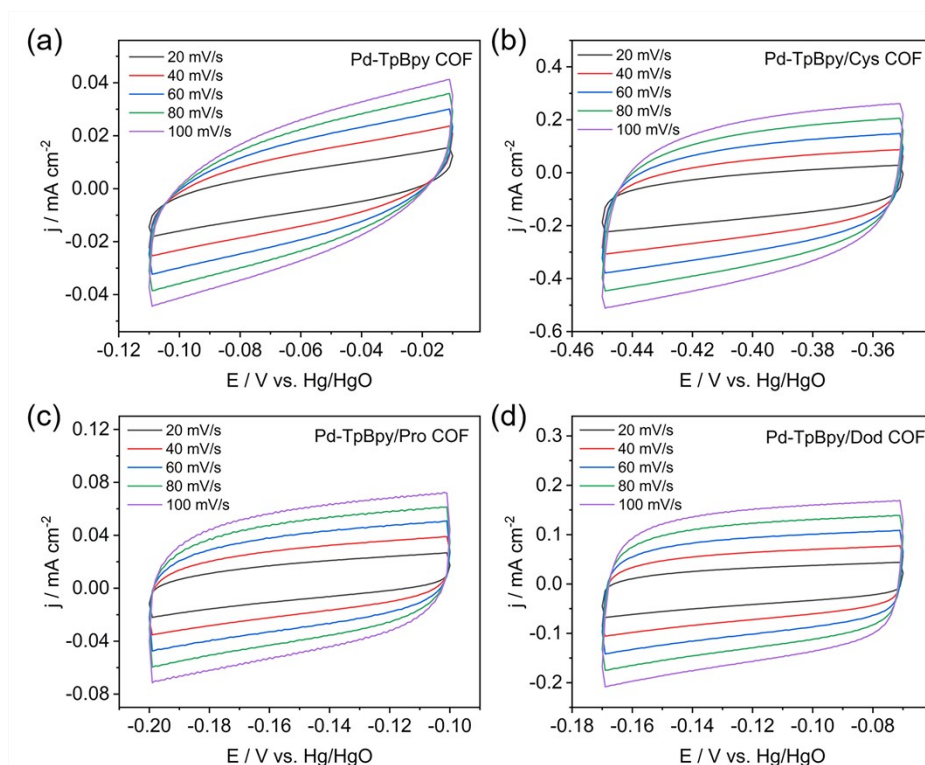 (a)
Pd-TpBpy COF
20 mV/s
40 mV/s
60 mV/s
80 mV/s
100 mV/s
0.04
0.02
0.00
-0.02
-0.04
j / mA cm⁻²
-0.12 -0.10 -0.08 -0.06 -0.04 -0.02
E / V vs. Hg/HgO
(b)
Pd-TpBpy/Cys COF
20 mV/s
40 mV/s
60 mV/s
80 mV/s
100 mV/s
0.4
0.2
0.0
-0.2
-0.4
-0.6
j / mA cm⁻²
-0.46 -0.44 -0.42 -0.40 -0.38 -0.36
E / V vs. Hg/HgO
(c)
Pd-TpBpy/Pro COF
20 mV/s
40 mV/s
60 mV/s
80 mV/s
100 mV/s
0.12
0.08
0.04
0.00
-0.04
-0.08
j / mA cm⁻²
-0.20 -0.18 -0.16 -0.14 -0.12 -0.10
E / V vs. Hg/HgO
(d)
Pd-TpBpy/Dod COF
20 mV/s
40 mV/s
60 mV/s
80 mV/s
100 mV/s
0.3
0.2
0.1
0.0
-0.1
-0.2
j / mA cm⁻²
-0.16 -0.14 -0.12 -0.10 -0.08
E / V vs. Hg/HgO